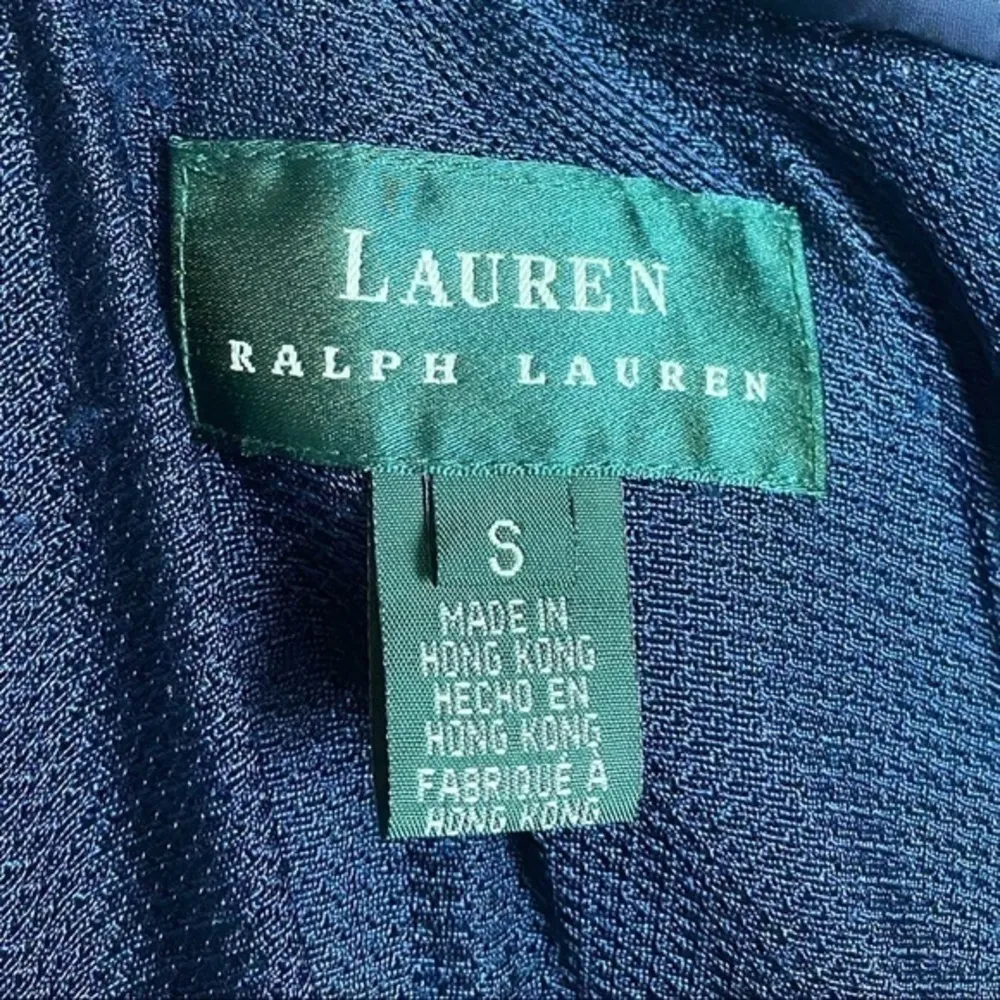 LAUREN
RALPH LAUREN
S
MADE IN
HONG KONG
HECHO EN
HONG KONG
FABRIQUÉ À
HONG KONG